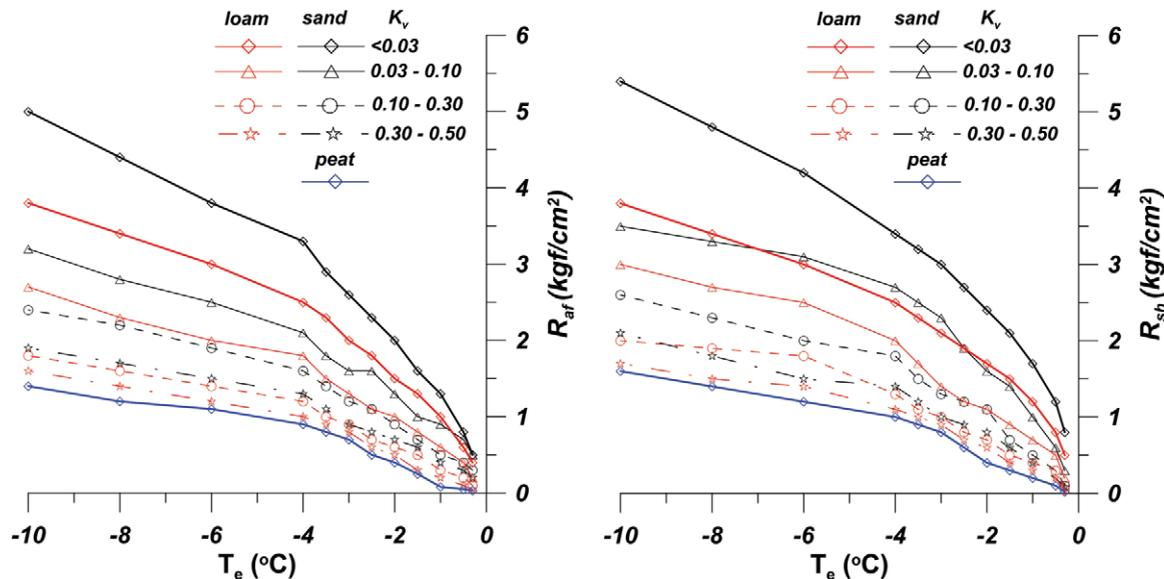 loam sand Kv
<0.03
0.03 - 0.10
0.10 - 0.30
0.30 - 0.50
peat
6
5
4
3
2
1
0
Raf (kgf/cm²)
-10 -8 -6 -4 -2 0
Te (°C)
loam sand Kv
<0.03
0.03 - 0.10
0.10 - 0.30
0.30 - 0.50
peat
6
5
4
3
2
1
0
Rsh (kgf/cm²)
-10 -8 -6 -4 -2 0
Te (°C)